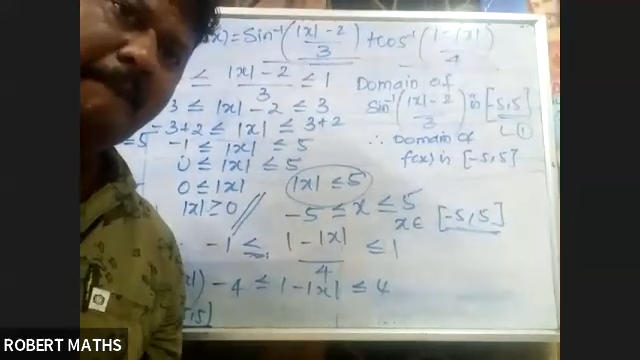 x) = Sin⁻¹(|x| - 2 / 3) + cos⁻¹(1 - |x| / 4)
≤ |x| - 2 / 3 ≤ 1
3 ≤ |x| - 2 ≤ 3
-3+2 ≤ |x| ≤ 3+2
-1 ≤ |x| ≤ 5
0 ≤ |x| ≤ 5
0 ≤ |x|
|x| ≥ 0
|x| ≤ 5
-5 ≤ x ≤ 5
x ∈ [-5,5]
Domain of
Sin⁻¹(|x| - 2 / 3) is [-5,5]
①
∴ Domain of
f(x) is [-5,5]
-1 ≤ 1 - |x| / 4 ≤ 1
-4 ≤ 1 - |x| ≤ 4
ROBERT MATHS